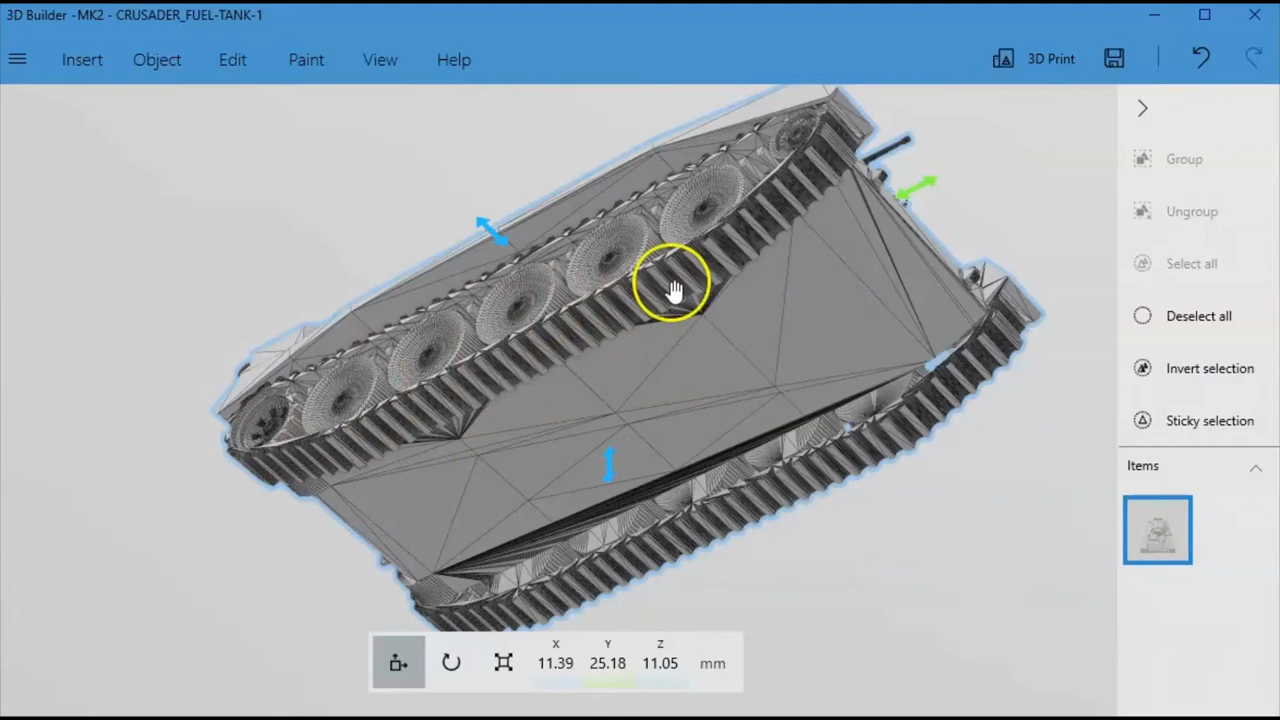 3D Builder -MK2 - CRUSADER_FUEL-TANK-1
Insert Object Edit Paint View Help 3D Print
Group
Ungroup
Select all
Deselect all
Invert selection
Sticky selection
Items
X Y Z
11.39 25.18 11.05 mm